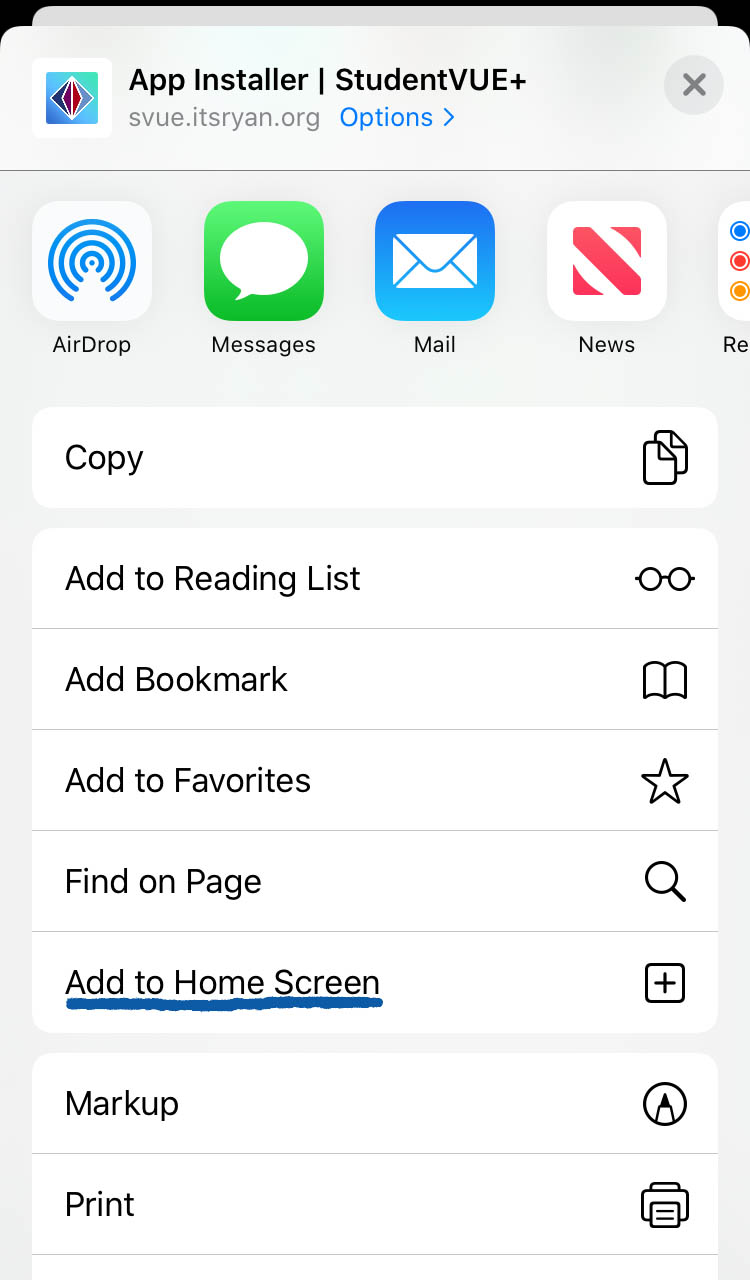 App Installer | StudentVUE+
svue.itsryan.org Options
AirDrop Messages Mail News Re
Copy
Add to Reading List
Add Bookmark
Add to Favorites
Find on Page
Add to Home Screen
Markup
Print